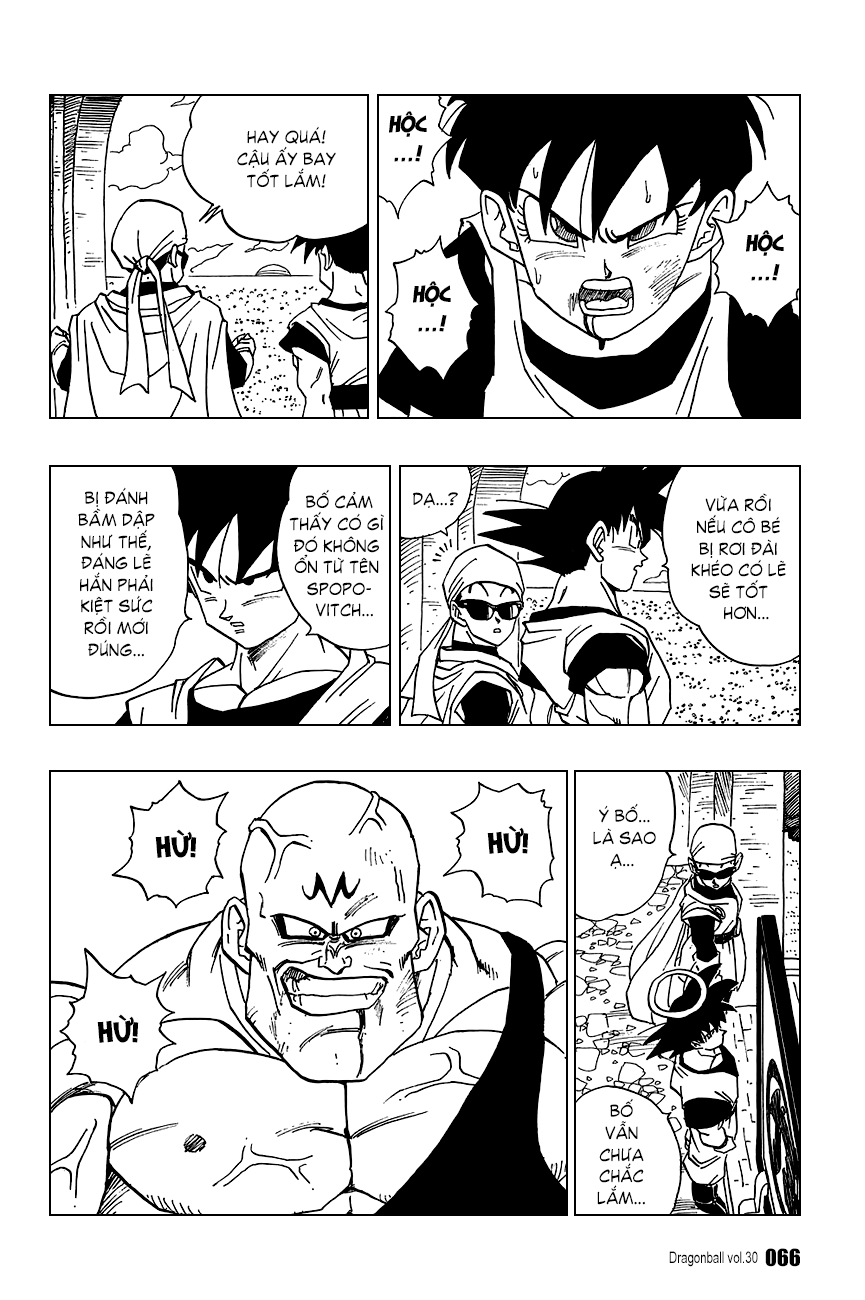 HỘC
...!
HỘC
...!
HỘC
...!
HAY QUÁ!
CẬU ẤY BAY
TỐT LẮM!
VỪA RỒI
NẾU CÔ BÉ
BỊ RƠI ĐÀI
KHÉO CÓ LẼ
SẼ TỐT
HƠN...
DẠ...?
BỐ CẢM
THẤY CÓ GÌ
ĐÓ KHÔNG
ỔN TỪ TÊN
SPOPO-
VITCH...
BỊ ĐÁNH
BẦM DẬP
NHƯ THẾ,
ĐÁNG LẼ
HẮN PHẢI
KIỆT SỨC
RỒI MỚI
ĐÚNG...
Ý BỐ...
LÀ SAO
Ạ...
BỐ
VẪN
CHƯA
CHẮC
LẮM...
HỪ!
HỪ!
HỪ!
Dragonball vol.30 066